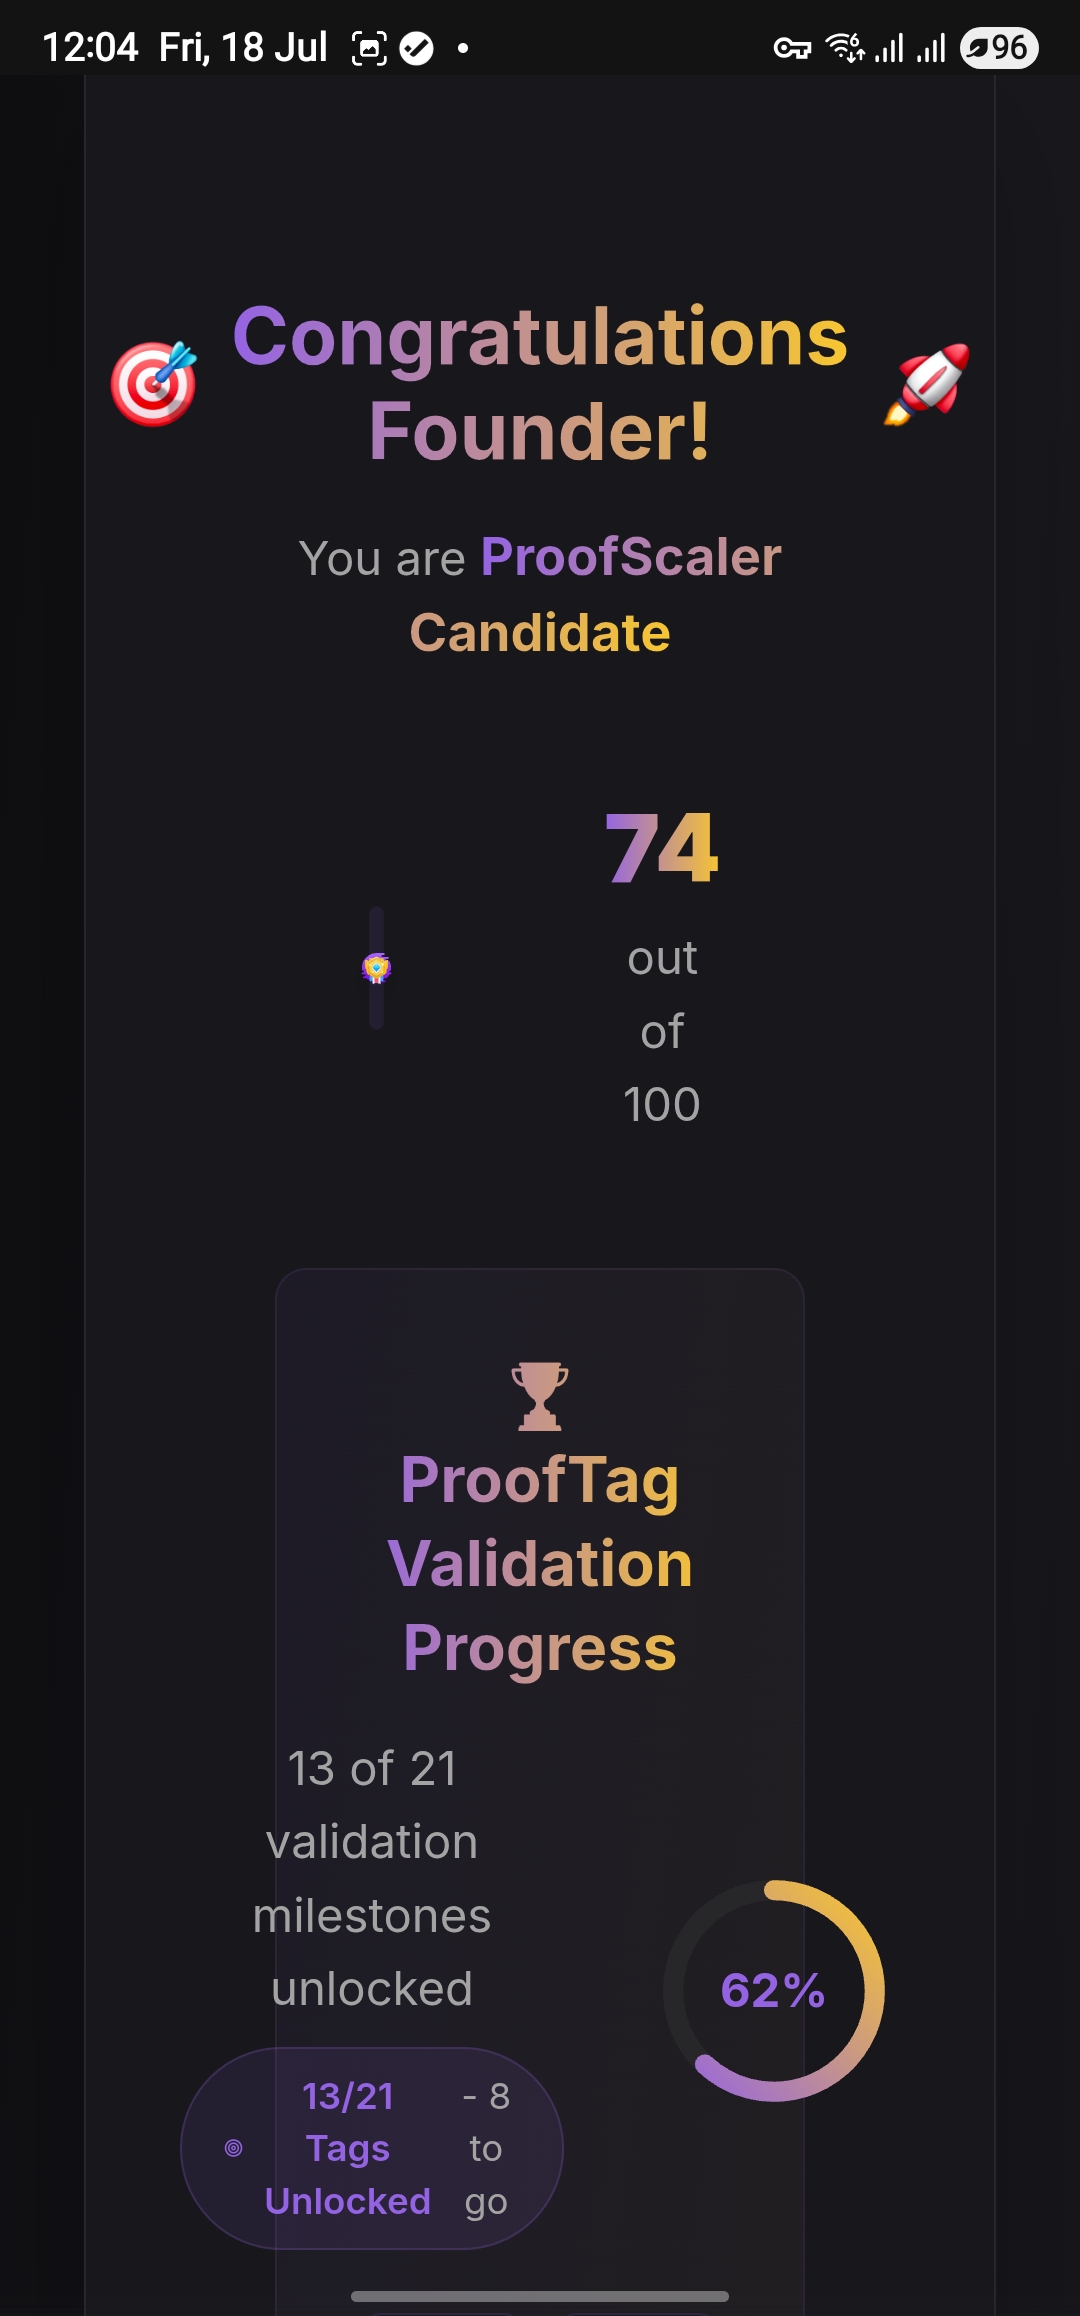 12:04 Fri, 18 Jul
6
96
Congratulations
Founder!
You are ProofScaler
Candidate
74
out
of
100
ProofTag
Validation
Progress
13 of 21
validation
milestones
unlocked
62%
13/21
Tags
Unlocked
- 8
to
go